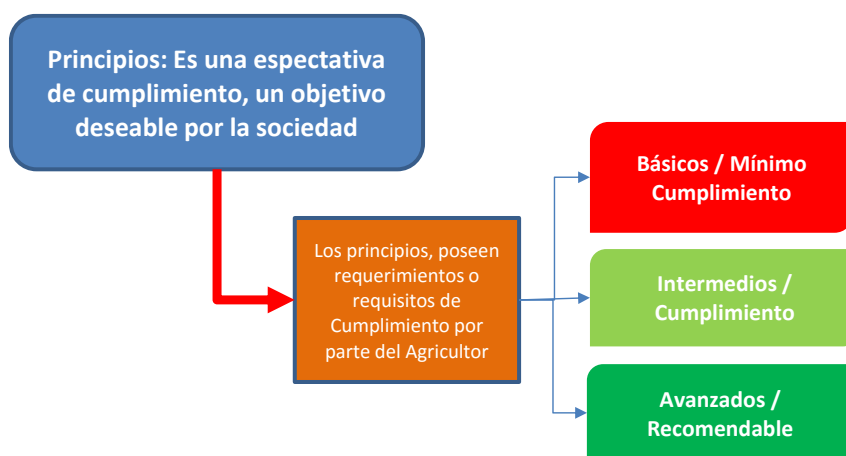 Principios: Es una espectativa
de cumplimiento, un objetivo
deseable por la sociedad
Los principios, poseen
requerimientos o
requisitos de
Cumplimiento por
parte del Agricultor
Básicos / Mínimo
Cumplimiento
Intermedios /
Cumplimiento
Avanzados /
Recomendable